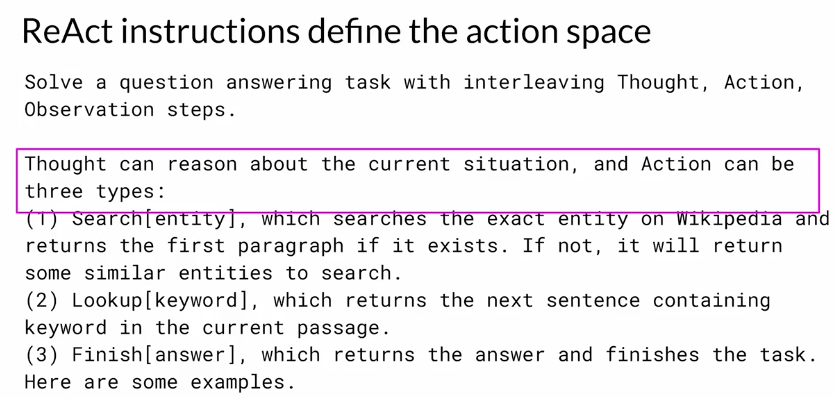 ReAct instructions define the action space
Solve a question answering task with interleaving Thought, Action,
Observation steps.
Thought can reason about the current situation, and Action can be
three types:
(1) Search[entity], which searches the exact entity on Wikipedia and
returns the first paragraph if it exists. If not, it will return
some similar entities to search.
(2) Lookup[keyword], which returns the next sentence containing
keyword in the current passage.
(3) Finish[answer], which returns the answer and finishes the task.
Here are some examples.